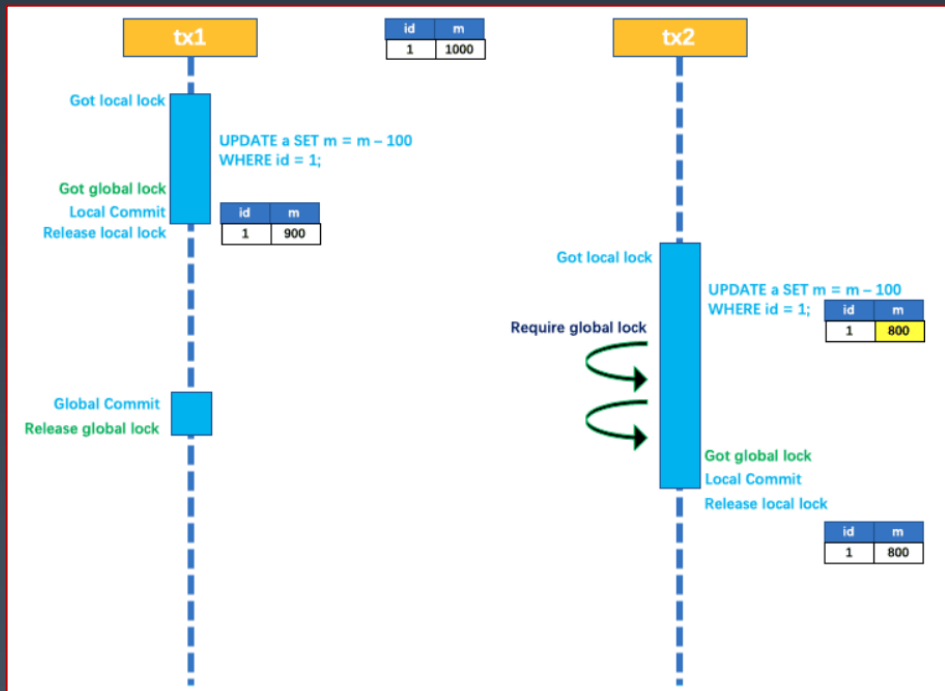 tx1
id m
1 1000
tx2
Got local lock
UPDATE a SET m = m – 100
WHERE id = 1;
Got global lock
Local Commit
Release local lock
id m
1 900
Got local lock
UPDATE a SET m = m – 100
WHERE id = 1;
id m
1 800
Require global lock
Global Commit
Release global lock
Got global lock
Local Commit
Release local lock
id m
1 800